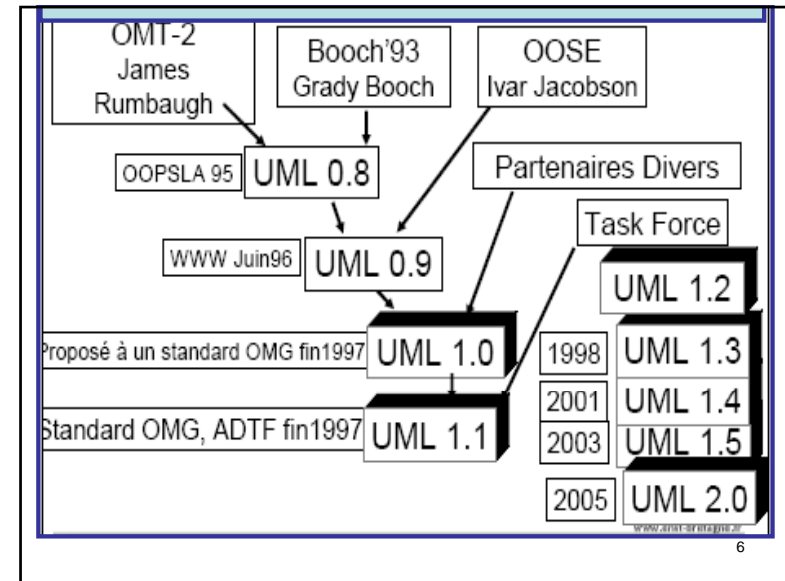 OMT-2
James
Rumbaugh
Booch'93
Grady Booch
OOSE
Ivar Jacobson
OOPSLA 95
UML 0.8
Partenaires Divers
Task Force
WWW Juin96
UML 0.9
UML 1.2
Proposé à un standard OMG fin1997
UML 1.0
1998
UML 1.3
2001
UML 1.4
Standard OMG, ADTF fin1997
UML 1.1
2003
UML 1.5
2005
UML 2.0
6